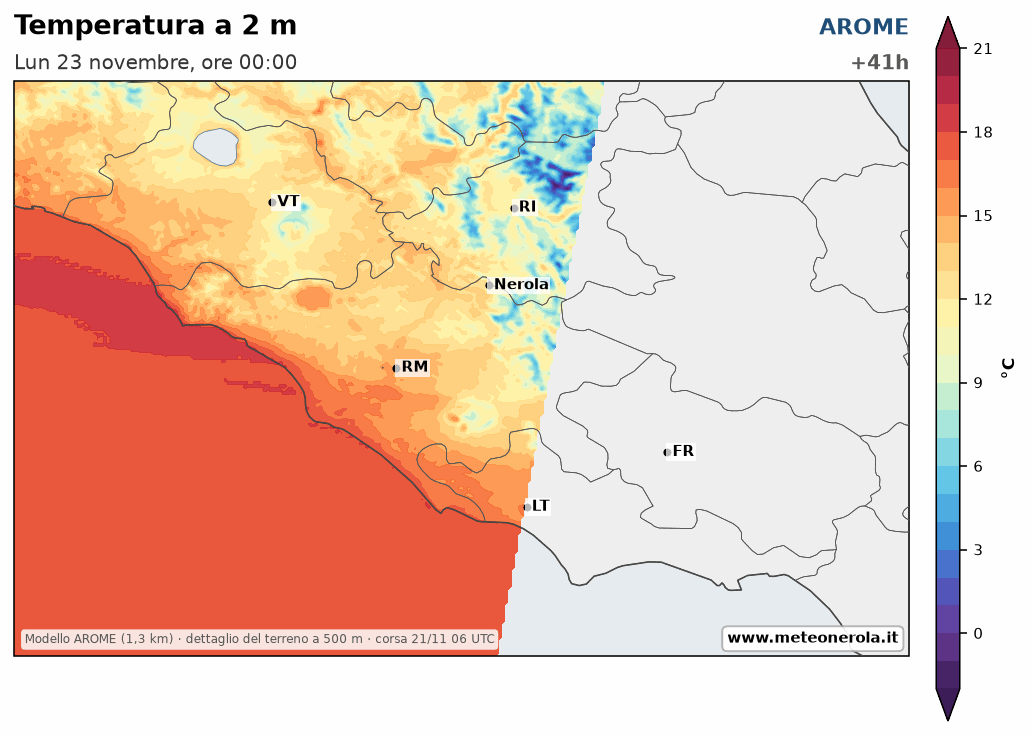 Temperatura a 2 m
AROME
Lun 23 novembre, ore 00:00
+41h
VT
RI
Nerola
RM
FR
LT
Modello AROME (1,3 km) · dettaglio del terreno a 500 m · corsa 21/11 06 UTC
www.meteonerola.it
21
18
15
12
9
6
3
0
°C